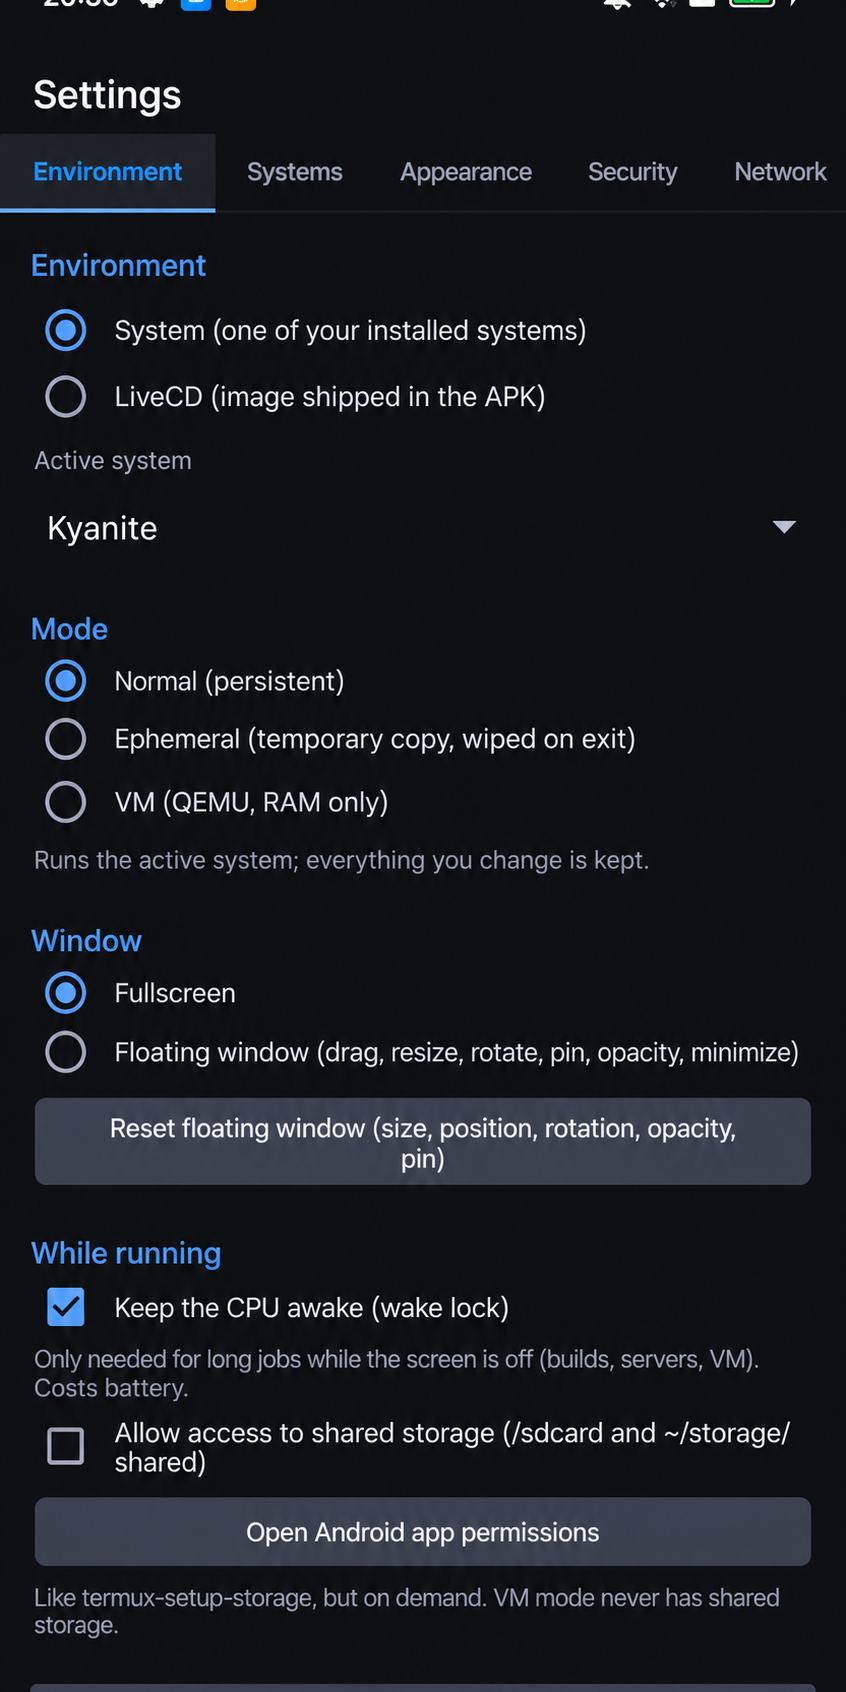 Settings
Environment Systems Appearance Security Network
Environment
System (one of your installed systems)
LiveCD (image shipped in the APK)
Active system
Kyanite
Mode
Normal (persistent)
Ephemeral (temporary copy, wiped on exit)
VM (QEMU, RAM only)
Runs the active system; everything you change is kept.
Window
Fullscreen
Floating window (drag, resize, rotate, pin, opacity, minimize)
Reset floating window (size, position, rotation, opacity,
pin)
While running
Keep the CPU awake (wake lock)
Only needed for long jobs while the screen is off (builds, servers, VM).
Costs battery.
Allow access to shared storage (/sdcard and ~/storage/
shared)
Open Android app permissions
Like termux-setup-storage, but on demand. VM mode never has shared
storage.